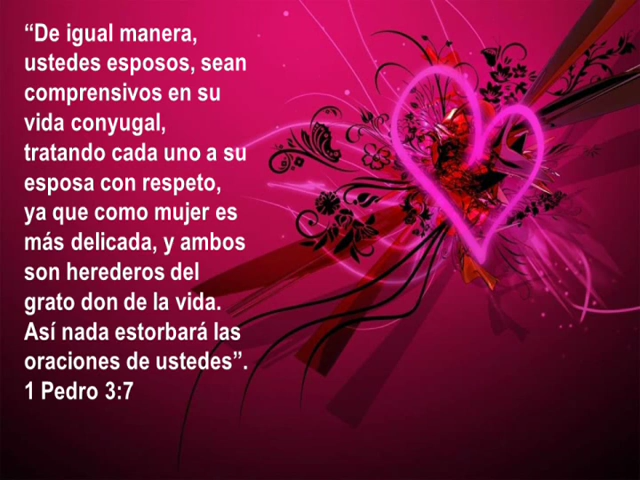 “De igual manera,
ustedes esposos, sean
comprensivos en su
vida conyugal,
tratando cada uno a su
esposa con respeto,
ya que como mujer es
más delicada, y ambos
son herederos del
grato don de la vida.
Así nada estorbará las
oraciones de ustedes”.
1 Pedro 3:7